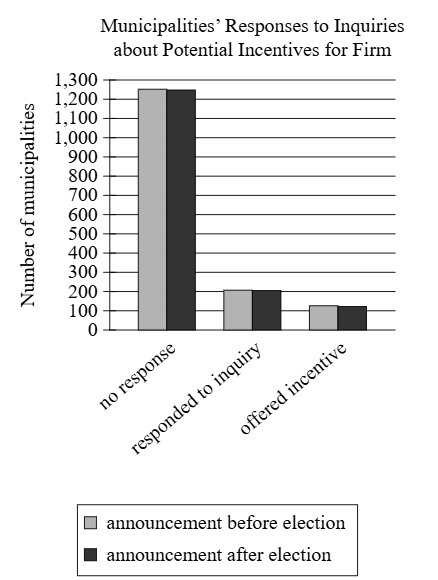 Municipalities’ Responses to Inquiries
about Potential Incentives for Firm
Number of municipalities
1,300
1,200
1,100
1,000
900
800
700
600
500
400
300
200
100
0
no response
responded to inquiry
offered incentive
announcement before election
announcement after election